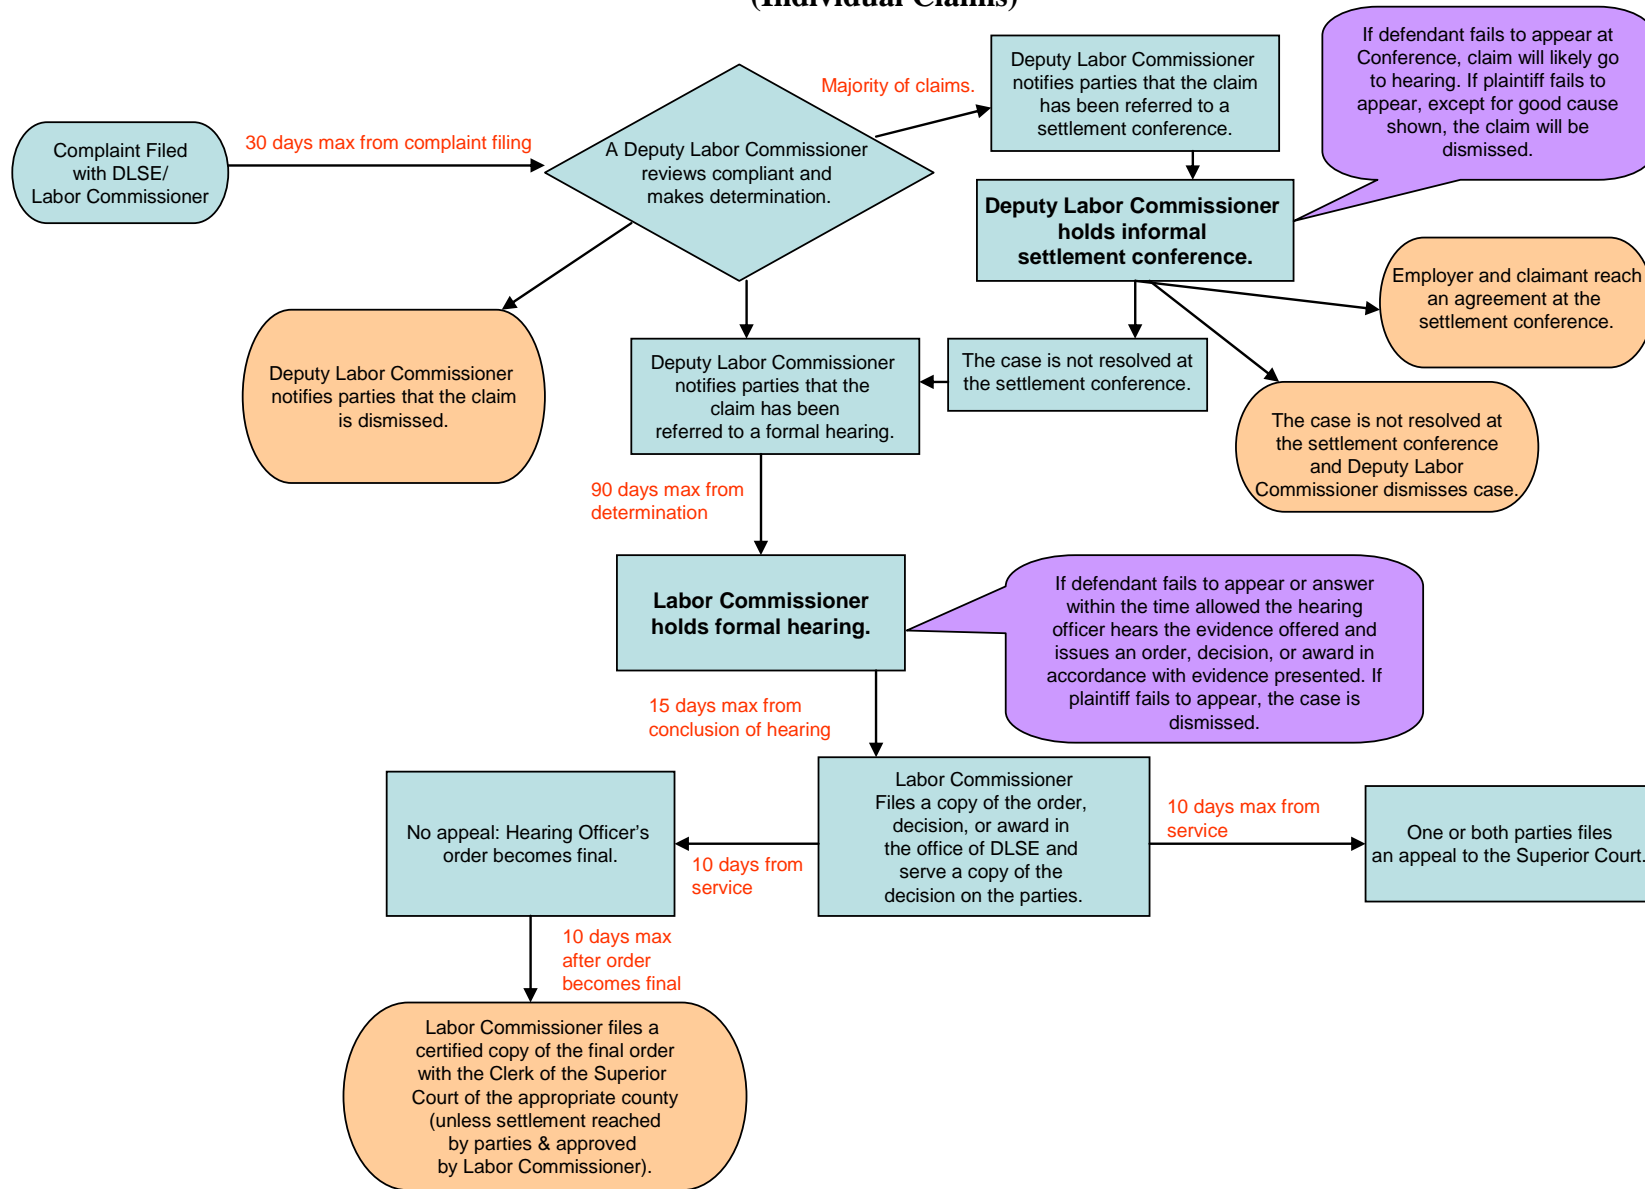 (Individual Claims)
Complaint Filed
with DLSE/
Labor Commissioner
30 days max from complaint filing
A Deputy Labor Commissioner
reviews compliant and
makes determination.
Majority of claims.
Deputy Labor Commissioner
notifies parties that the claim
has been referred to a
settlement conference.
If defendant fails to appear at
Conference, claim will likely go
to hearing. If plaintiff fails to
appear, except for good cause
shown, the claim will be
dismissed.
Deputy Labor Commissioner
holds informal
settlement conference.
Employer and claimant reach
an agreement at the
settlement conference.
Deputy Labor Commissioner
notifies parties that the claim
is dismissed.
Deputy Labor Commissioner
notifies parties that the
claim has been
referred to a formal hearing.
The case is not resolved at
the settlement conference.
The case is not resolved at
the settlement conference
and Deputy Labor
Commissioner dismisses case.
90 days max from
determination
Labor Commissioner
holds formal hearing.
If defendant fails to appear or answer
within the time allowed the hearing
officer hears the evidence offered and
issues an order, decision, or award in
accordance with evidence presented. If
plaintiff fails to appear, the case is
dismissed.
15 days max from
conclusion of hearing
No appeal: Hearing Officer's
order becomes final.
10 days from
service
Labor Commissioner
Files a copy of the order,
decision, or award in
the office of DLSE and
serve a copy of the
decision on the parties.
10 days max from
service
One or both parties files
an appeal to the Superior Court.
10 days max
after order
becomes final
Labor Commissioner files a
certified copy of the final order
with the Clerk of the Superior
Court of the appropriate county
(unless settlement reached
by parties & approved
by Labor Commissioner).